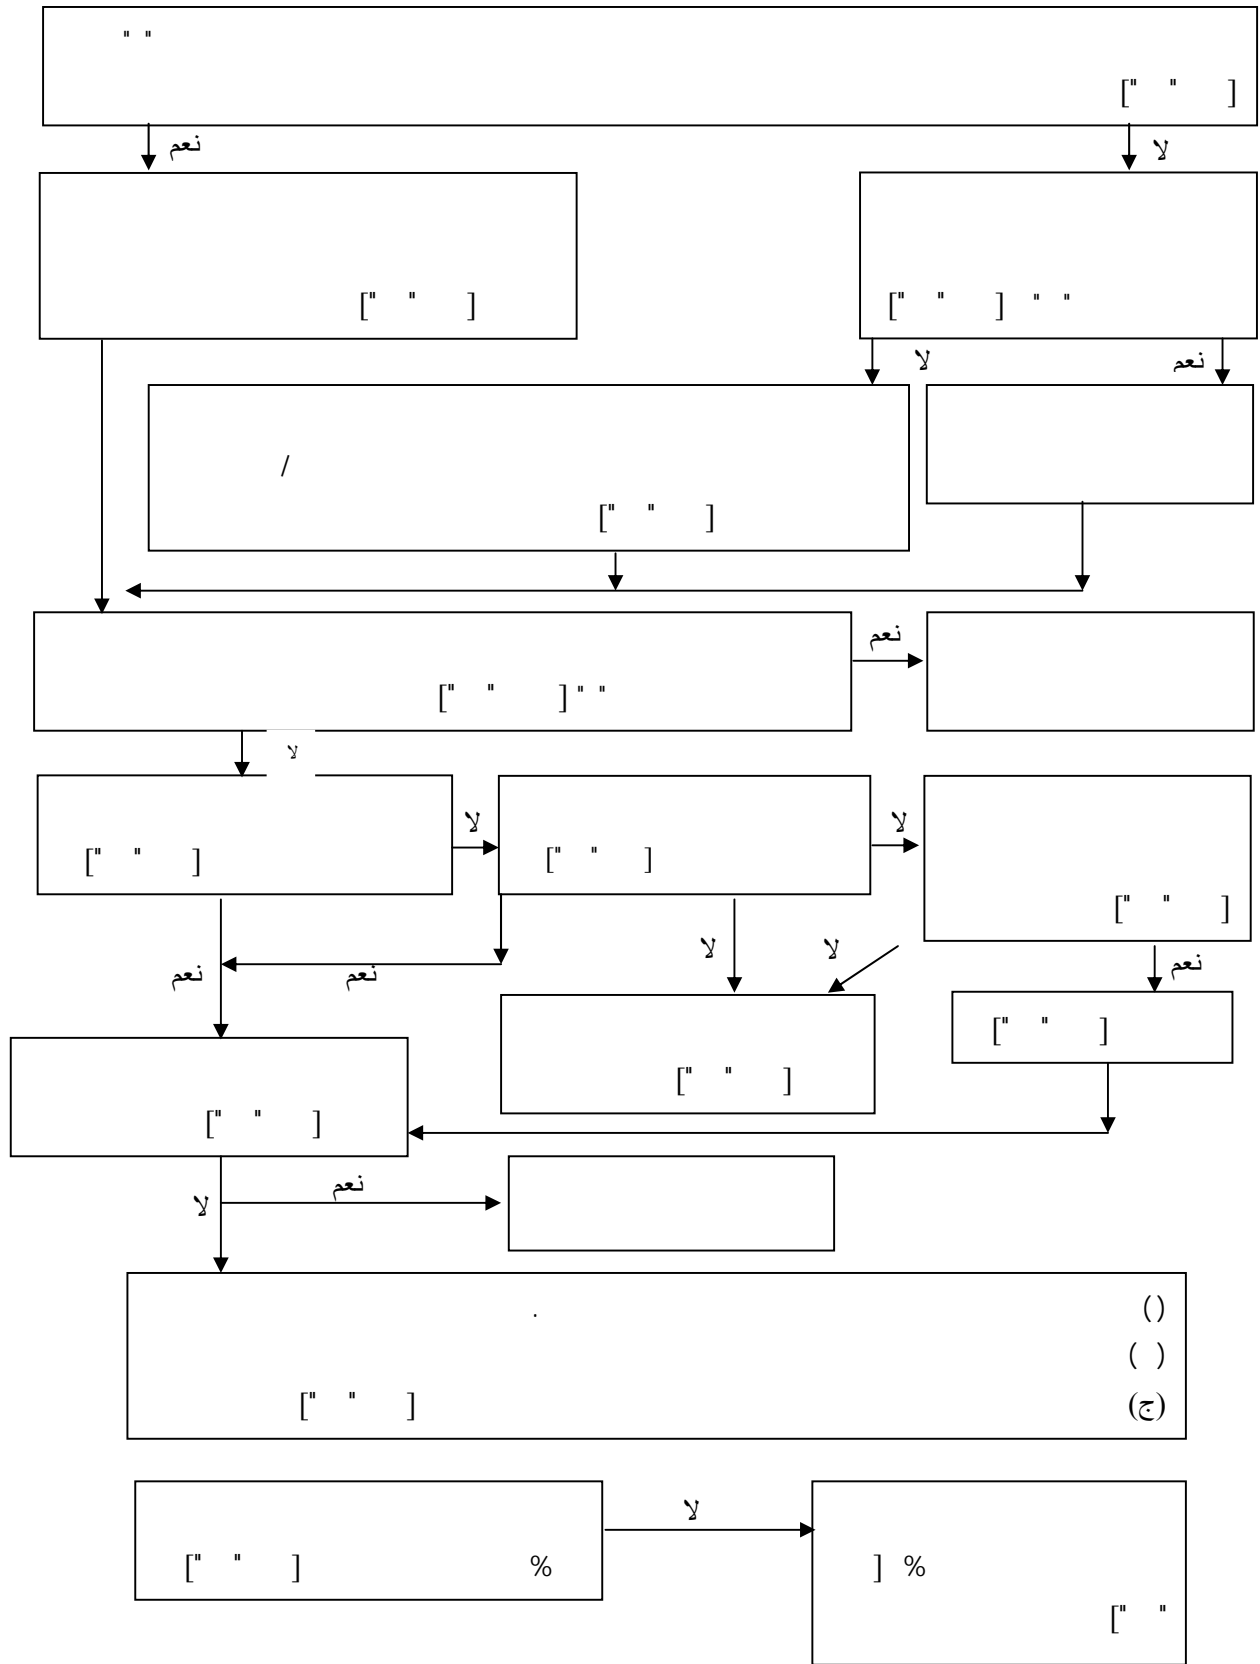 " "
[" " ]
نعم
لا
[" " ]
" " [" " ]
لا
نعم
/
[" " ]
" " [" " ]
نعم
لا
[" " ]
لا
[" " ]
لا
[" " ]
نعم
نعم
لا
لا
نعم
[" " ]
[" " ]
[" " ]
لا
نعم
() .
( )
(ج) [" " ]
لا
% [" " ]
% [
" "]